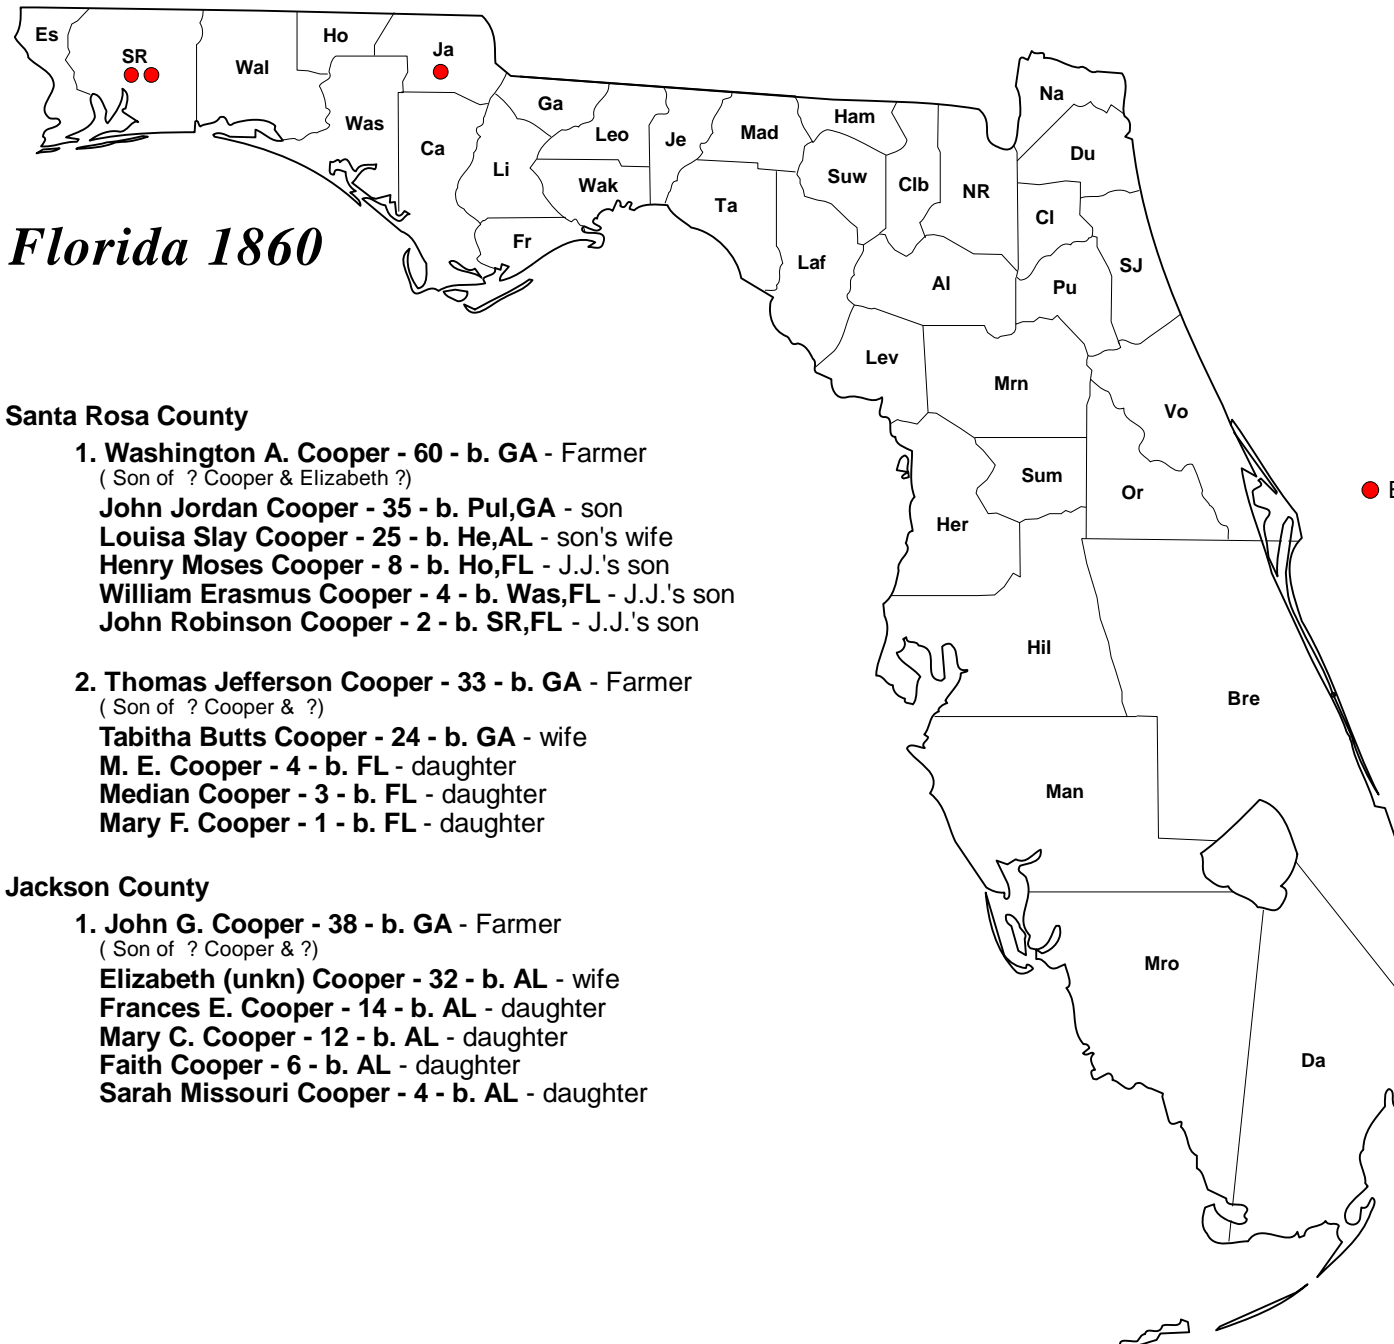 Es
SR
Wal
Ho
Ja
Was
Ca
Ga
Li
Leo
Wak
Fr
Je
Mad
Ta
Ham
Suw
Laf
Clb
NR
Na
Du
Cl
SJ
Al
Pu
Lev
Mrn
Vo
Sum
Or
Her
Hil
Bre
Man
Mro
Da
Florida 1860
Santa Rosa County
1. Washington A. Cooper - 60 - b. GA - Farmer
( Son of ? Cooper & Elizabeth ?)
John Jordan Cooper - 35 - b. Pul,GA - son
Louisa Slay Cooper - 25 - b. He,AL - son's wife
Henry Moses Cooper - 8 - b. Ho,FL - J.J.'s son
William Erasmus Cooper - 4 - b. Was,FL - J.J.'s son
John Robinson Cooper - 2 - b. SR,FL - J.J.'s son
2. Thomas Jefferson Cooper - 33 - b. GA - Farmer
( Son of ? Cooper & ?)
Tabitha Butts Cooper - 24 - b. GA - wife
M. E. Cooper - 4 - b. FL - daughter
Median Cooper - 3 - b. FL - daughter
Mary F. Cooper - 1 - b. FL - daughter
Jackson County
1. John G. Cooper - 38 - b. GA - Farmer
( Son of ? Cooper & ?)
Elizabeth (unkn) Cooper - 32 - b. AL - wife
Frances E. Cooper - 14 - b. AL - daughter
Mary C. Cooper - 12 - b. AL - daughter
Faith Cooper - 6 - b. AL - daughter
Sarah Missouri Cooper - 4 - b. AL - daughter